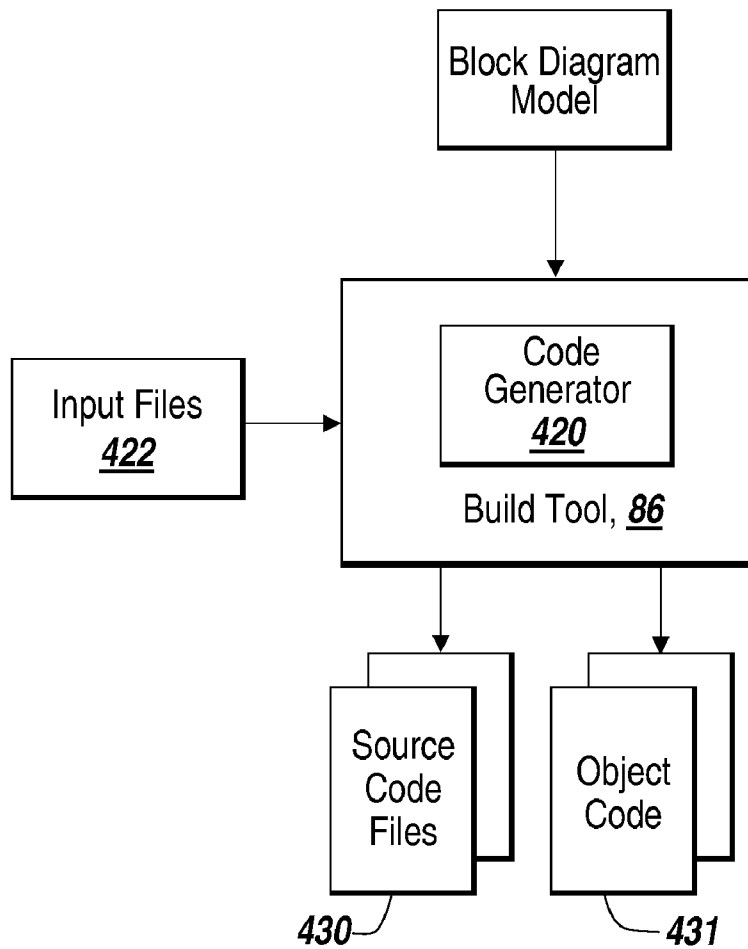 Block Diagram
Model
Code
Generator
420
Input Files
422
Build Tool, 86
Source
Code
Files
Object
Code
430
431